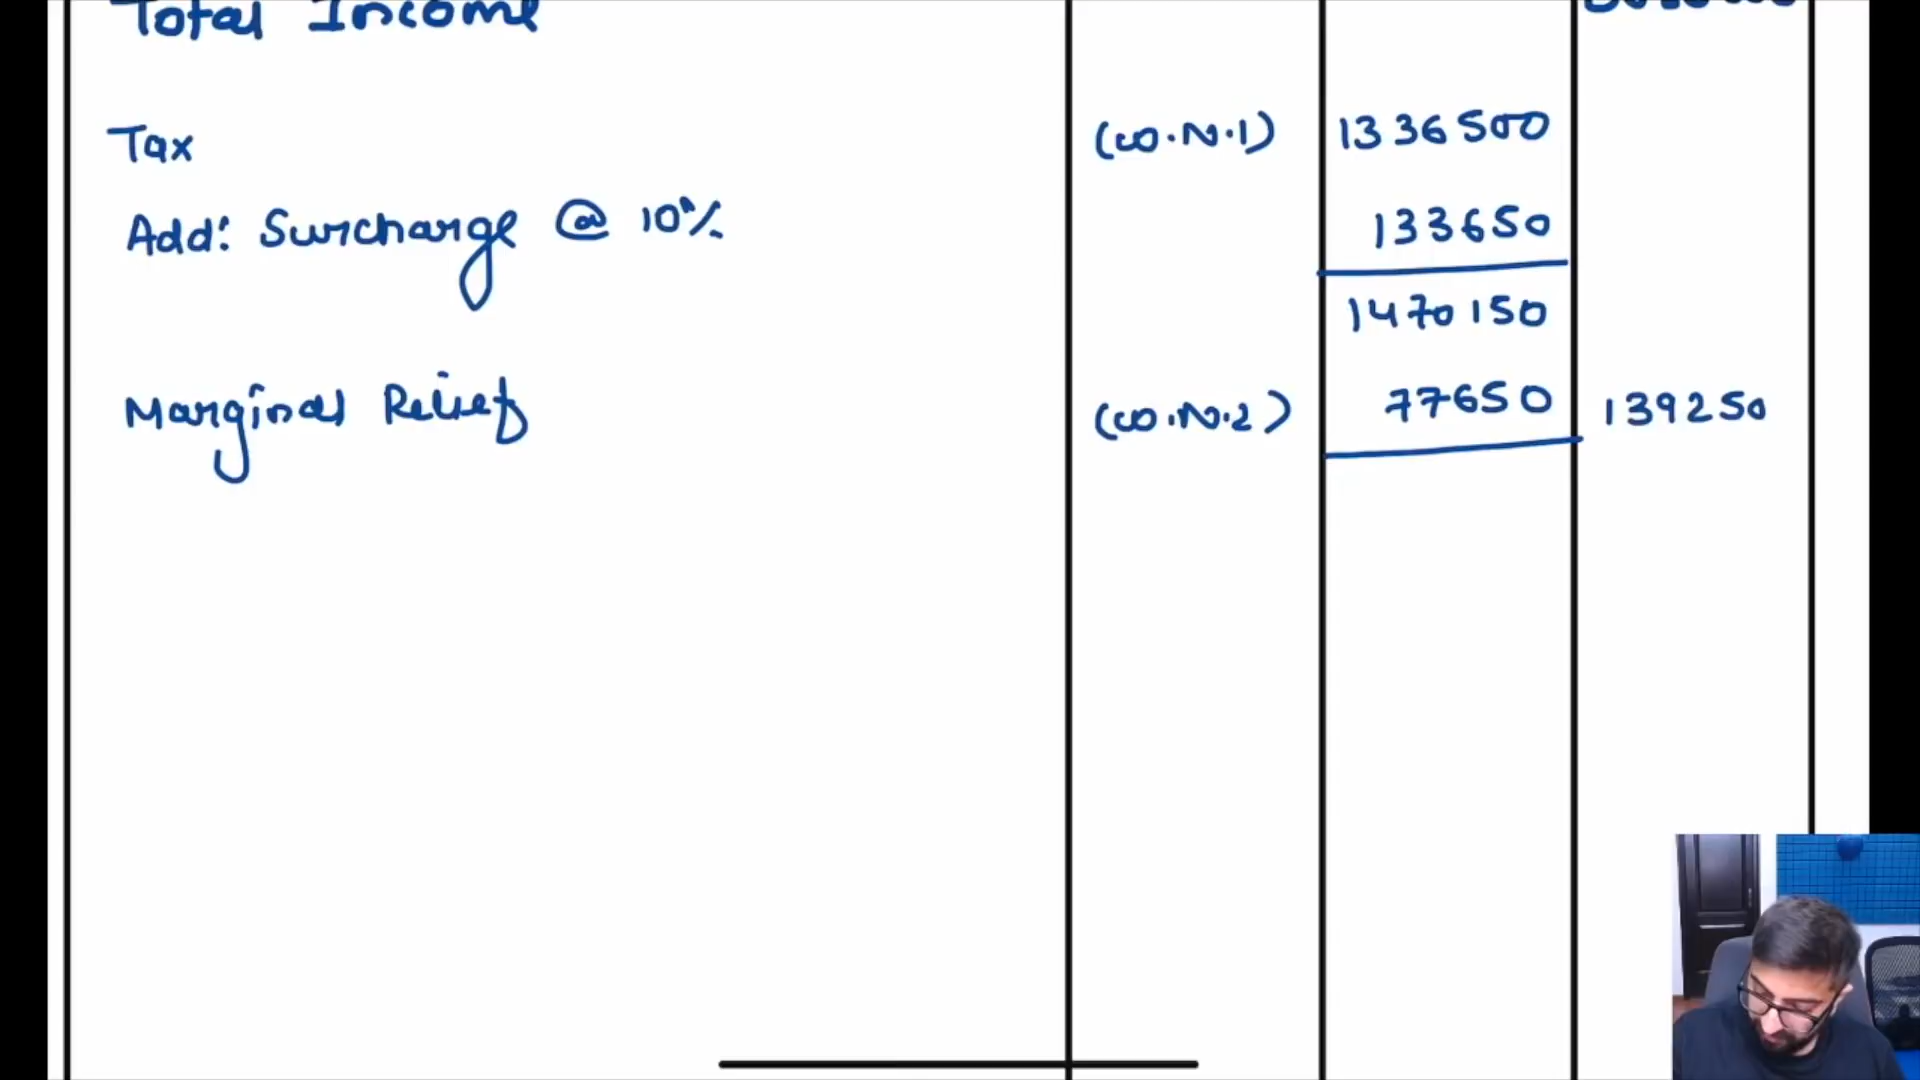 Total Income
Tax (W.N.1) 1336500
Add: Surcharge @ 10% 133650
1470150
Marginal Relief (W.N.2) 77650 139250